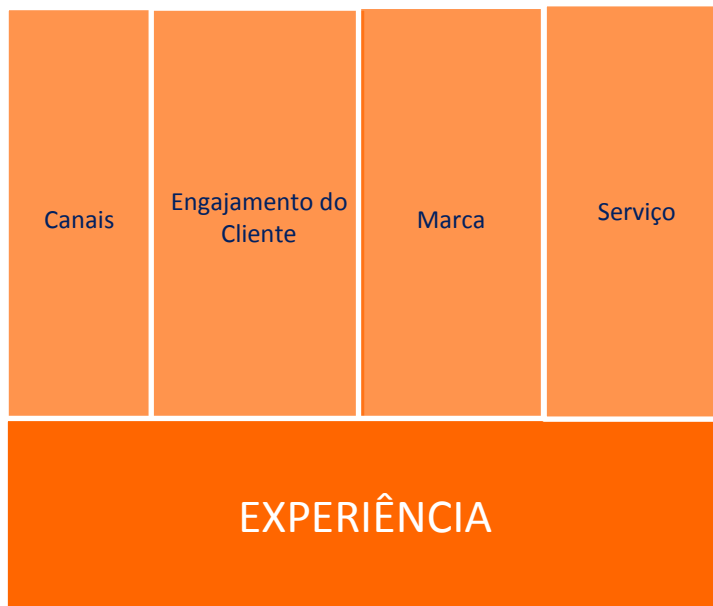 Canais
Engajamento do
Cliente
Marca
Serviço
EXPERIÊNCIA